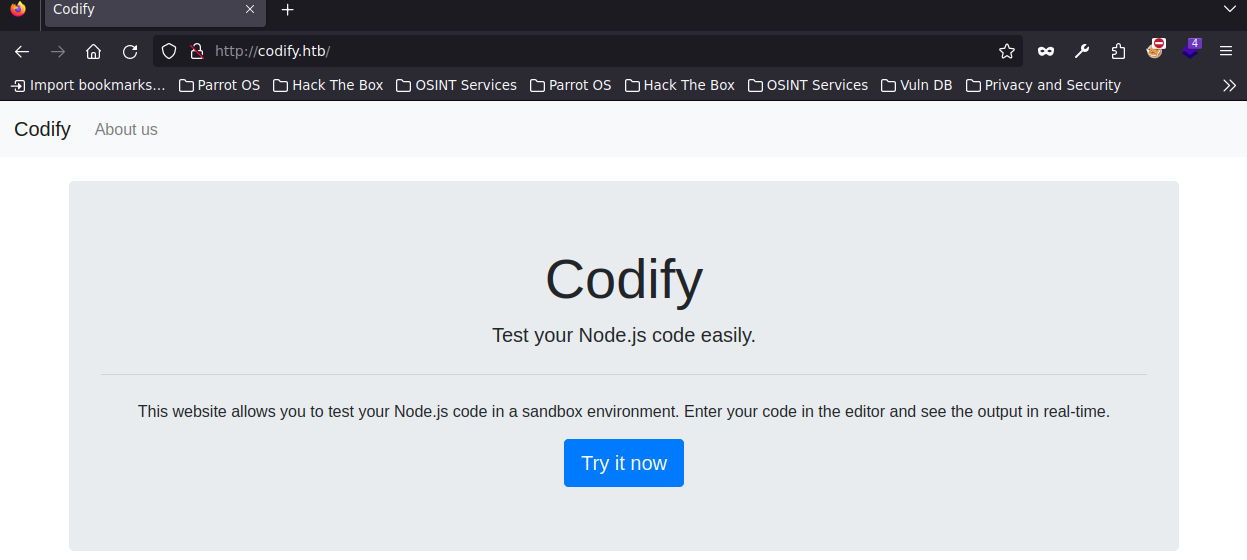 Codify
http://codify.htb/
4
Import bookmarks... Parrot OS Hack The Box OSINT Services Parrot OS Hack The Box OSINT Services Vuln DB Privacy and Security
Codify About us
Codify
Test your Node.js code easily.
This website allows you to test your Node.js code in a sandbox environment. Enter your code in the editor and see the output in real-time.
Try it now